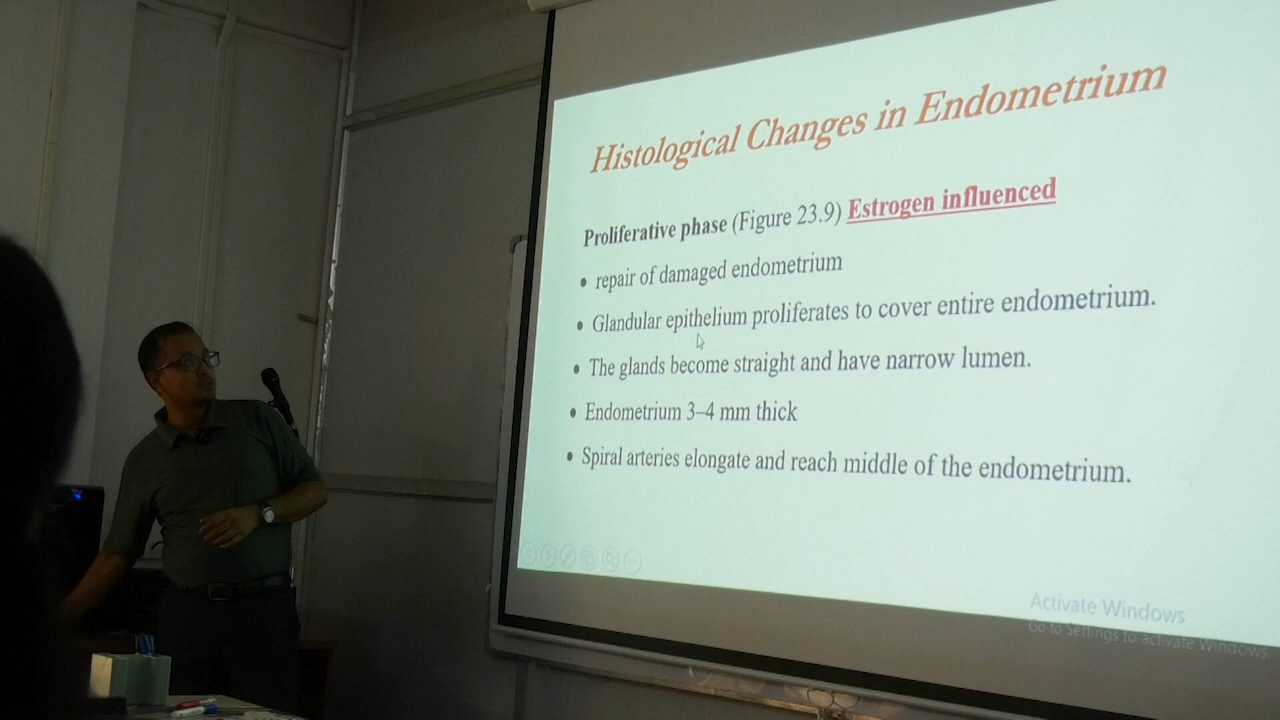 Histological Changes in Endometrium
Proliferative phase (Figure 23.9) Estrogen influenced
• repair of damaged endometrium
• Glandular epithelium proliferates to cover entire endometrium.
• The glands become straight and have narrow lumen.
• Endometrium 3–4 mm thick
• Spiral arteries elongate and reach middle of the endometrium.
Activate Windows
Go to Settings to activate Windows.